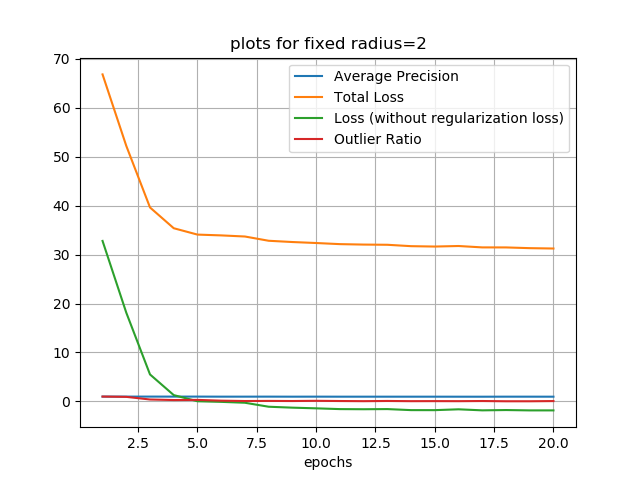 plots for fixed radius=2
70
60
50
40
30
20
10
0
Average Precision
Total Loss
Loss (without regularization loss)
Outlier Ratio
2.5 5.0 7.5 10.0 12.5 15.0 17.5 20.0
epochs